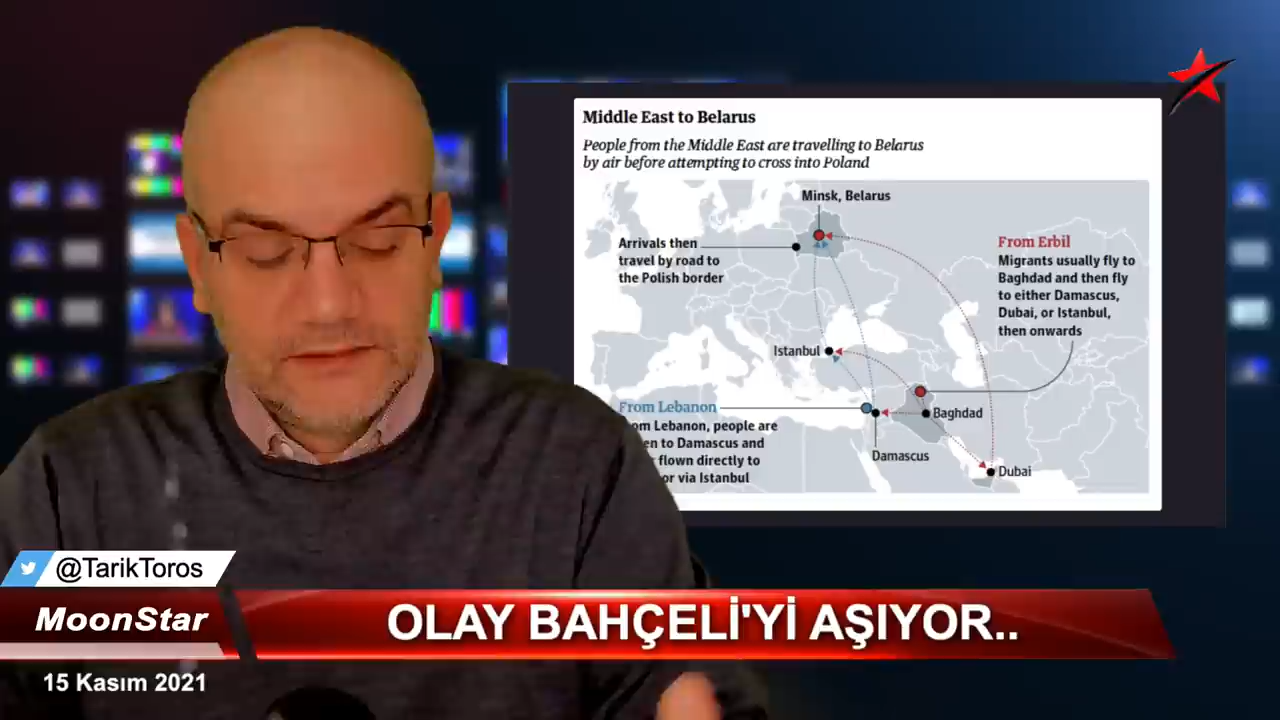 Middle East to Belarus
People from the Middle East are travelling to Belarus
by air before attempting to cross into Poland
Minsk, Belarus
Arrivals then
travel by road to
the Polish border
From Erbil
Migrants usually fly to
Baghdad and then fly
to either Damascus,
Dubai, or Istanbul,
then onwards
Istanbul
From Lebanon
om Lebanon, people are
en to Damascus and
flown directly to
or via Istanbul
Baghdad
Damascus
Dubai
@TarikToros
MoonStar
OLAY BAHÇELİ'Yİ AŞIYOR..
15 Kasım 2021